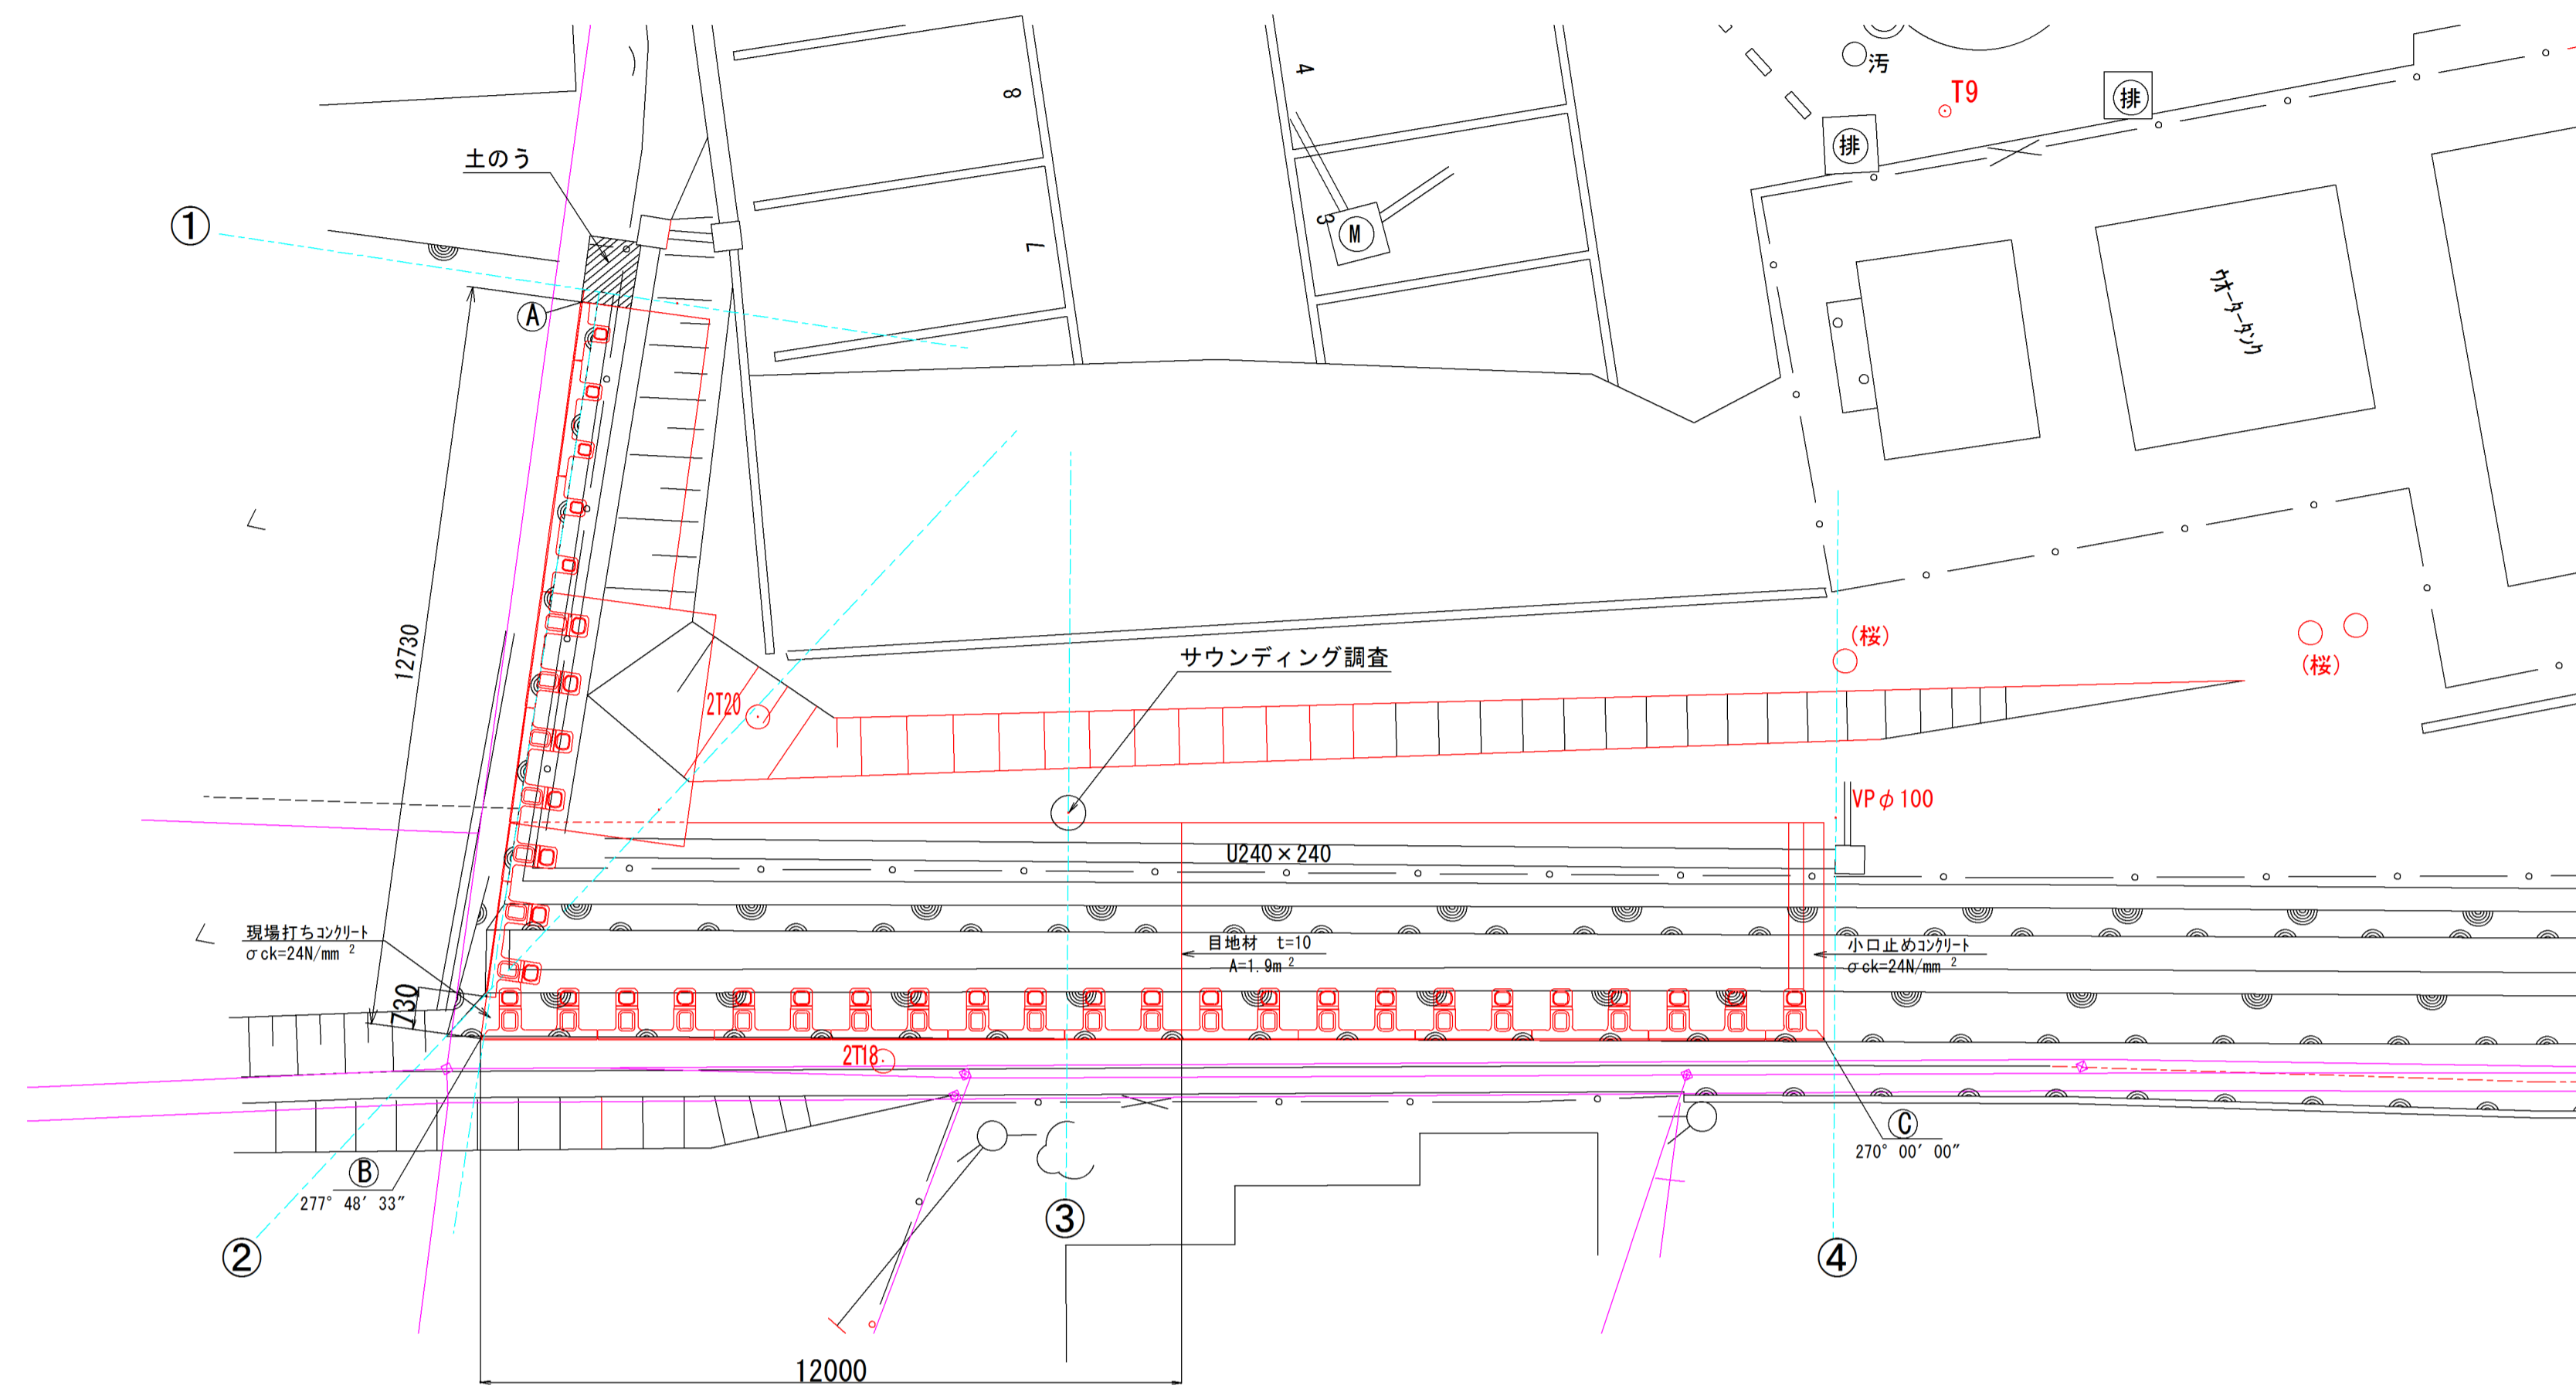 8
4
汚
T9
排
排
土のう
①
3
M
7
ウオータータンク
A
12730
(桜)
サウンディング調査
(桜)
2T20
VPφ100
U240×240
現場打ちコンクリート
σck=24N/mm²
目地材 t=10
A=1.9m²
小口止めコンクリート
σck=24N/mm²
730
2T18
C
270° 00′ 00″
B
277° 48′ 33″
③
②
④
12000